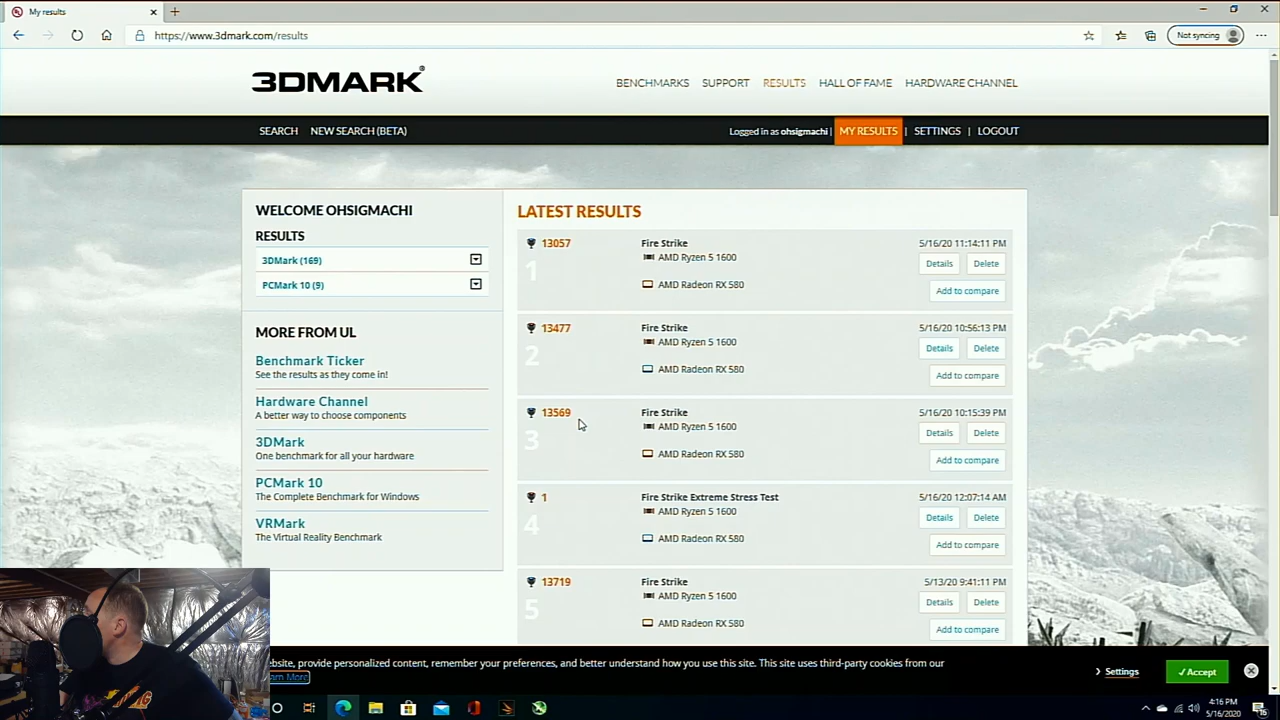 My results
https://www.3dmark.com/results
Not syncing
3DMARK®
BENCHMARKS SUPPORT RESULTS HALL OF FAME HARDWARE CHANNEL
SEARCH NEW SEARCH (BETA)
Logged in as ohsigmachi | MY RESULTS | SETTINGS | LOGOUT
WELCOME OHSIGMACHI
RESULTS
3DMark (169)
PCMark 10 (9)
MORE FROM UL
Benchmark Ticker
See the results as they come in!
Hardware Channel
A better way to choose components
3DMark
One benchmark for all your hardware
PCMark 10
The Complete Benchmark for Windows
VRMark
The Virtual Reality Benchmark
LATEST RESULTS
13057 Fire Strike 5/16/20 11:14:11 PM
1 AMD Ryzen 5 1600 Details Delete
AMD Radeon RX 580 Add to compare
13477 Fire Strike 5/16/20 10:56:13 PM
2 AMD Ryzen 5 1600 Details Delete
AMD Radeon RX 580 Add to compare
13569 Fire Strike 5/16/20 10:15:39 PM
3 AMD Ryzen 5 1600 Details Delete
AMD Radeon RX 580 Add to compare
1 Fire Strike Extreme Stress Test 5/16/20 12:07:14 AM
4 AMD Ryzen 5 1600 Details Delete
AMD Radeon RX 580 Add to compare
13719 Fire Strike 5/13/20 9:41:11 PM
5 AMD Ryzen 5 1600 Details Delete
AMD Radeon RX 580 Add to compare
ebsite, provide personalized content, remember your preferences, and better understand how you use this site. This site uses third-party cookies from our
arn More
Settings
Accept
4:16 PM
5/16/2020